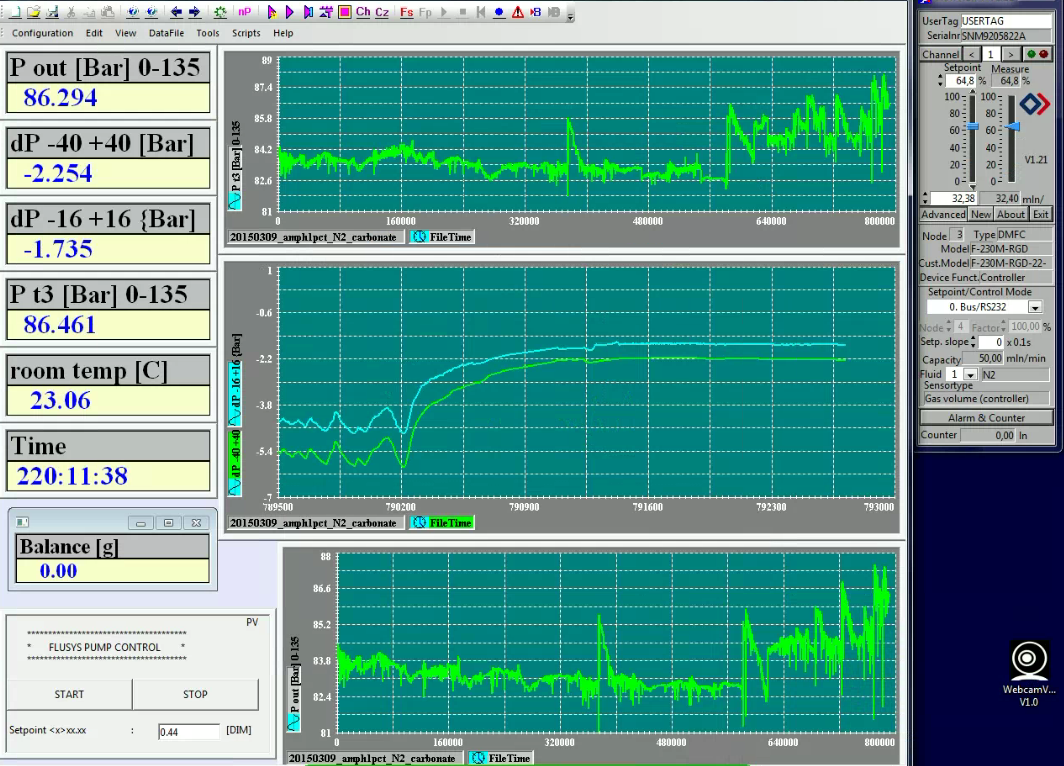 nP Ch Cz Fs Fp B
Configuration Edit View DataFile Tools Scripts Help
P out [Bar] 0-135
86.294
dP -40 +40 [Bar]
-2.254
dP -16 +16 {Bar]
-1.735
P t3 [Bar] 0-135
86.461
room temp [C]
23.06
Time
220:11:38
Balance [g]
0.00
PV
***************************************
* FLUSYS PUMP CONTROL *
***************************************
START STOP
Setpoint <x>xx.xx : 0.44 [DIM]
P t3 [Bar] 0-135
89
87.4
85.8
84.2
82.6
81
0 160000 320000 480000 640000 800000
20150309_amph1pct_N2_carbonate FileTime
dP -16 +16 {Bar]
dP -40 +40
1
-0.6
-2.2
-3.8
-5.4
-7
789500 790200 790900 791600 792300 793000
20150309_amph1pct_N2_carbonate FileTime
P out [Bar] 0-135
88
86.6
85.2
83.8
82.4
81
0 160000 320000 480000 640000 800000
20150309_amph1pct_N2_carbonate FileTime
UserTag USERTAG
Serialnr SNM9205822A
Channel < 1 >
Setpoint Measure
64,8 % 64,8 %
100 100
80 80
60 60
40 40
20 20
0 0
V1.21
32,38 32,40 mln/
Advanced New About Exit
Node 3 Type DMFC
Model F-230M-RGD
Cust.Model F-230M-RGD-22-
Device Funct. Controller
Setpoint/Control Mode
0. Bus/RS232
Node 4 Factor 100,00 %
Setp. slope 0 x 0.1s
Capacity 50,00 mln/min
Fluid 1 N2
Sensortype
Gas volume (controller)
Alarm & Counter
Counter 0,00 ln
WebcamV...
V1.0